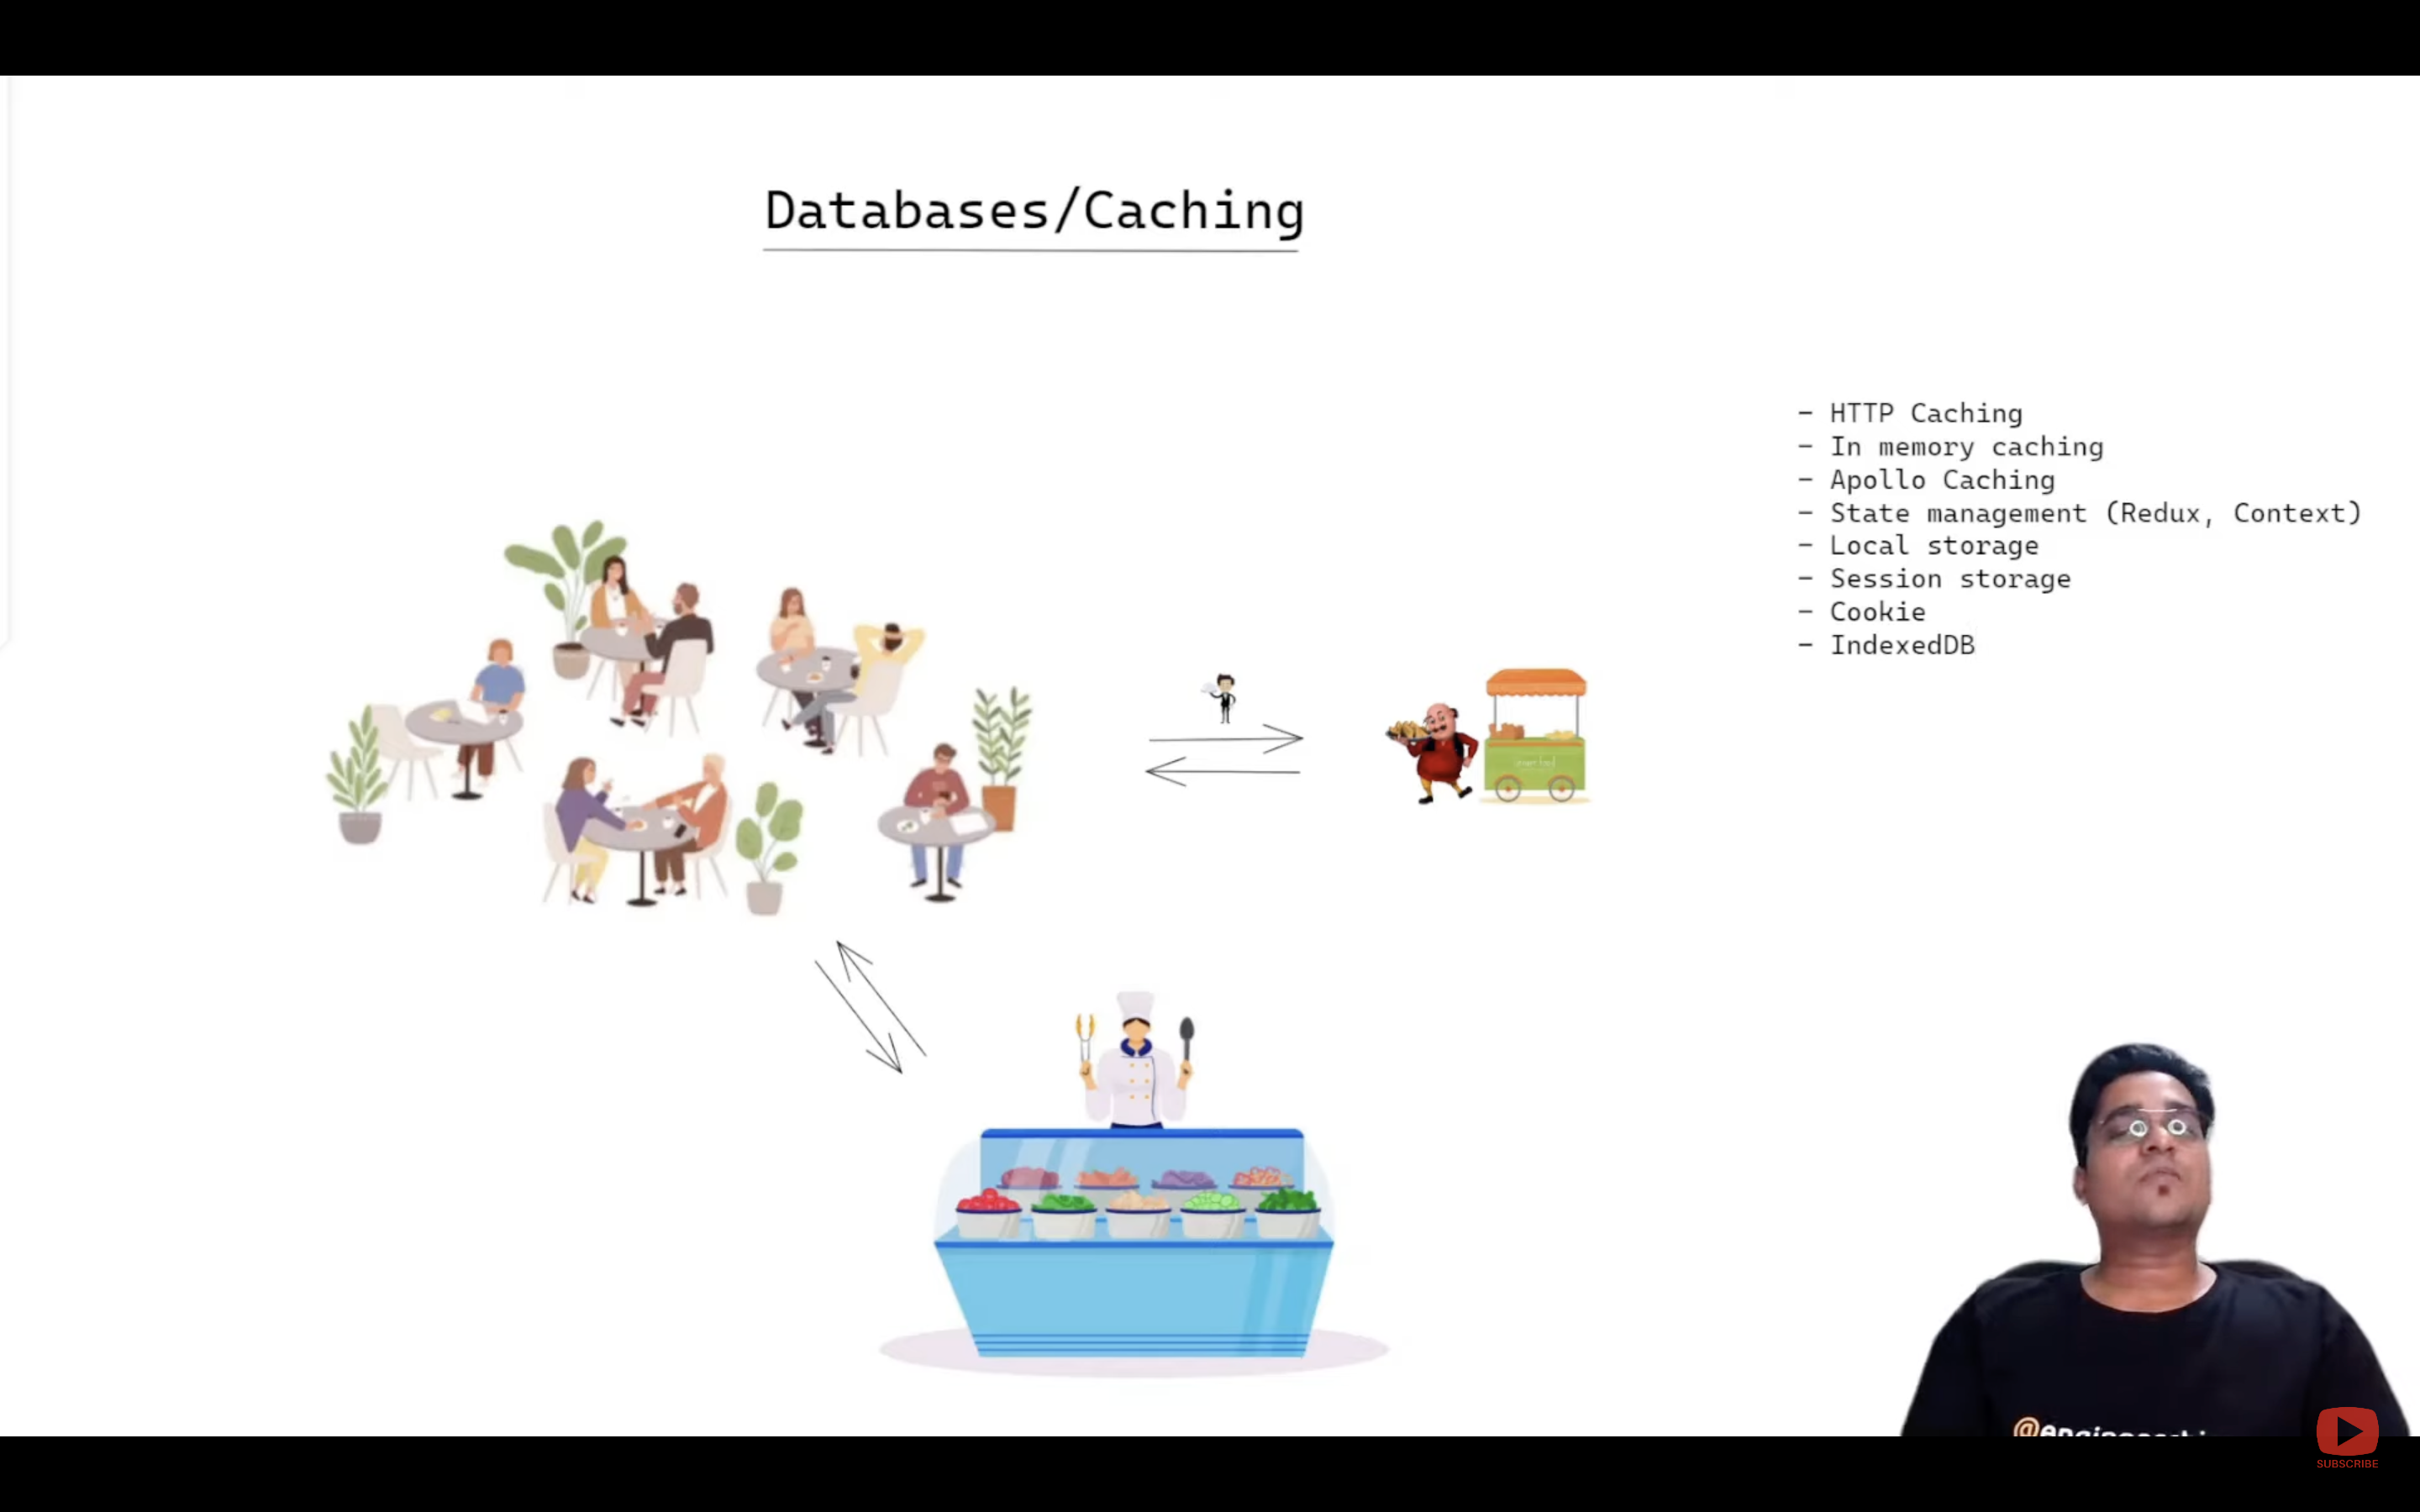 Databases/Caching
- HTTP Caching
- In memory caching
- Apollo Caching
- State management (Redux, Context)
- Local storage
- Session storage
- Cookie
- IndexedDB
SUBSCRIBE